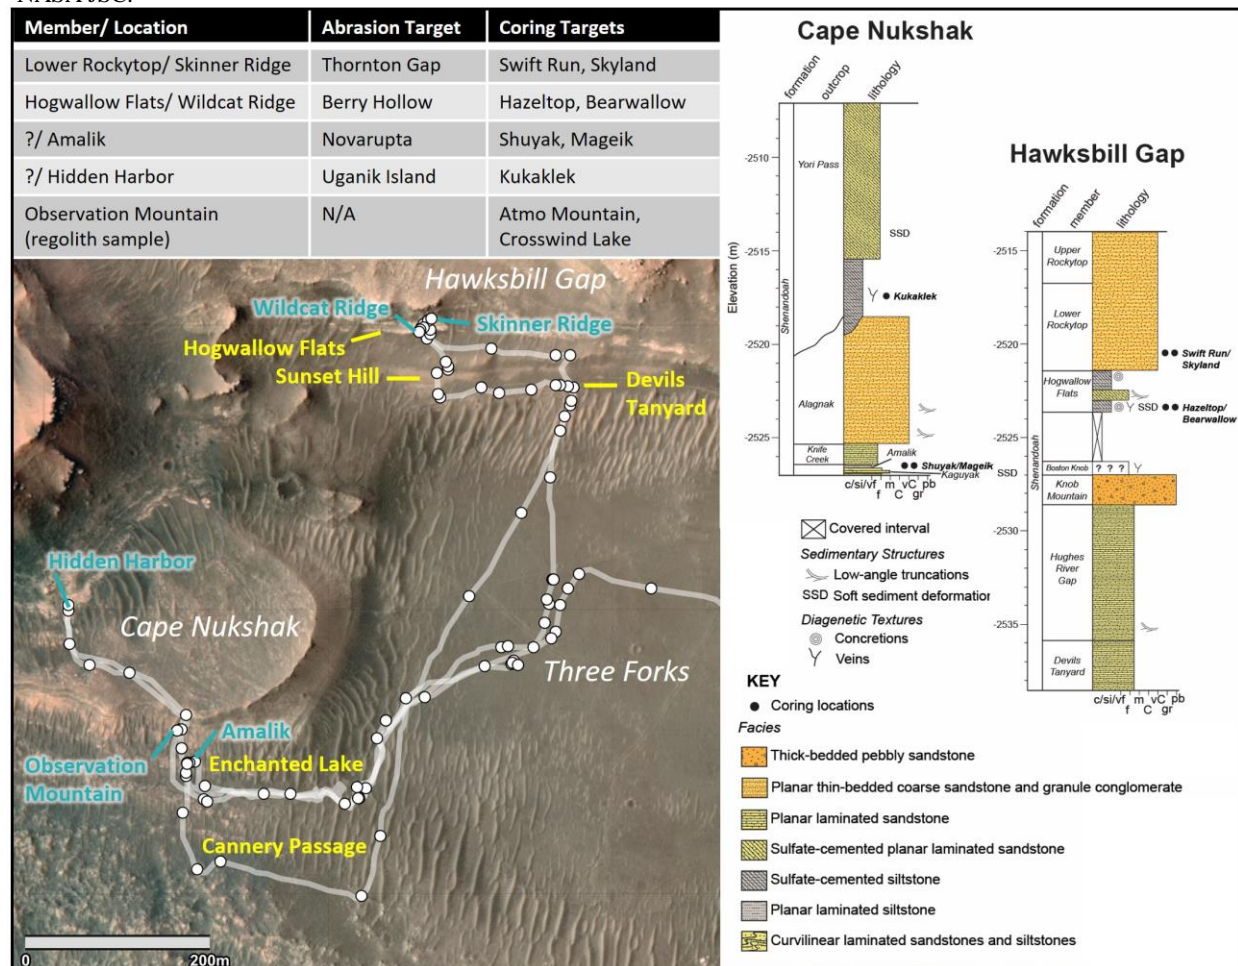 NASA JSC.
Member/ Location Abrasion Target Coring Targets
Lower Rockytop/ Skinner Ridge Thornton Gap Swift Run, Skyland
Hogwallow Flats/ Wildcat Ridge Berry Hollow Hazeltop, Bearwallow
?/ Amalik Novarupta Shuyak, Mageik
?/ Hidden Harbor Uganik Island Kukaklek
Observation Mountain N/A Atmo Mountain,
(regolith sample) Crosswind Lake
Hawksbill Gap
Wildcat Ridge
Skinner Ridge
Hogwallow Flats
Sunset Hill
Devils
Tanyard
Hidden Harbor
Cape Nukshak
Three Forks
Amalik
Observation
Mountain
Enchanted Lake
Cannery Passage
0 200m
Cape Nukshak
formation
outcrop
lithology
Elevation (m)
-2510
-2515
-2520
-2525
Shenandoah
Yori Pass
SSD
Kukaklek
Alagnak
Knife
Creek
Amalik
Shuyak/Mageik
Kaguyak
c/si/vf m vC pb
f C gr
Hawksbill Gap
formation
member
lithology
-2515
-2520
-2525
-2530
-2535
Shenandoah
Upper
Rockytop
Lower
Rockytop
Swift Run/
Skyland
Hogwallow
Flats
SSD
Hazeltop/
Bearwallow
SSD
Boston Knob
? ? ?
Knob
Mountain
Hughes
River
Gap
Devils
Tanyard
c/si/vf m vC pb
f C gr
Covered interval
Sedimentary Structures
Low-angle truncations
SSD Soft sediment deformation
Diagenetic Textures
Concretions
Veins
KEY
Coring locations
Facies
Thick-bedded pebbly sandstone
Planar thin-bedded coarse sandstone and granule conglomerate
Planar laminated sandstone
Sulfate-cemented planar laminated sandstone
Sulfate-cemented siltstone
Planar laminated siltstone
Curvilinear laminated sandstones and siltstones